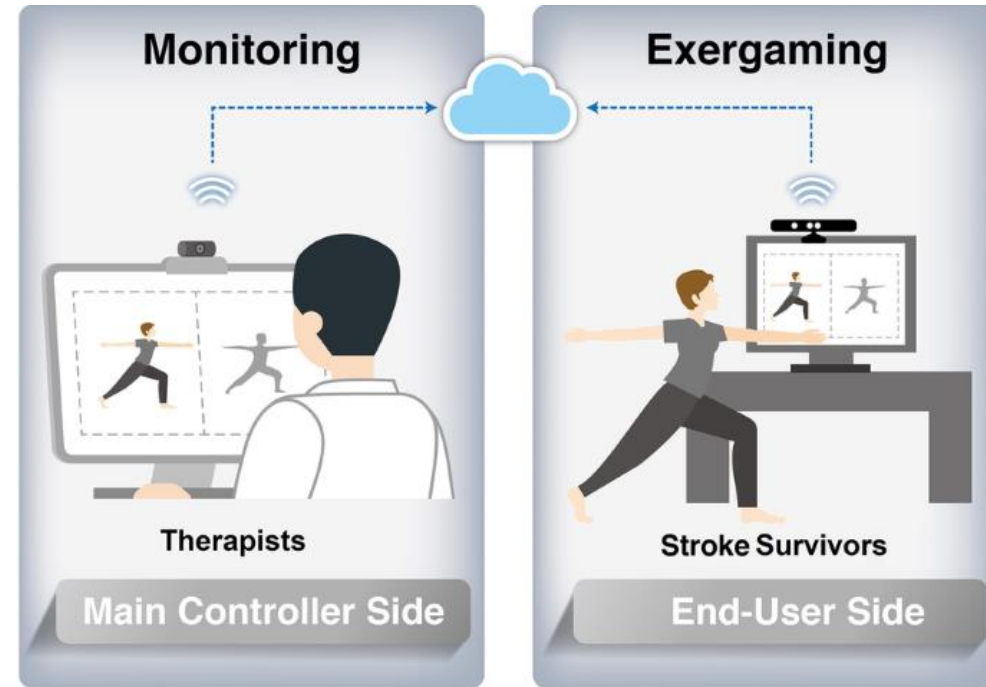 Monitoring
Therapists
Main Controller Side
Exergaming
Stroke Survivors
End-User Side